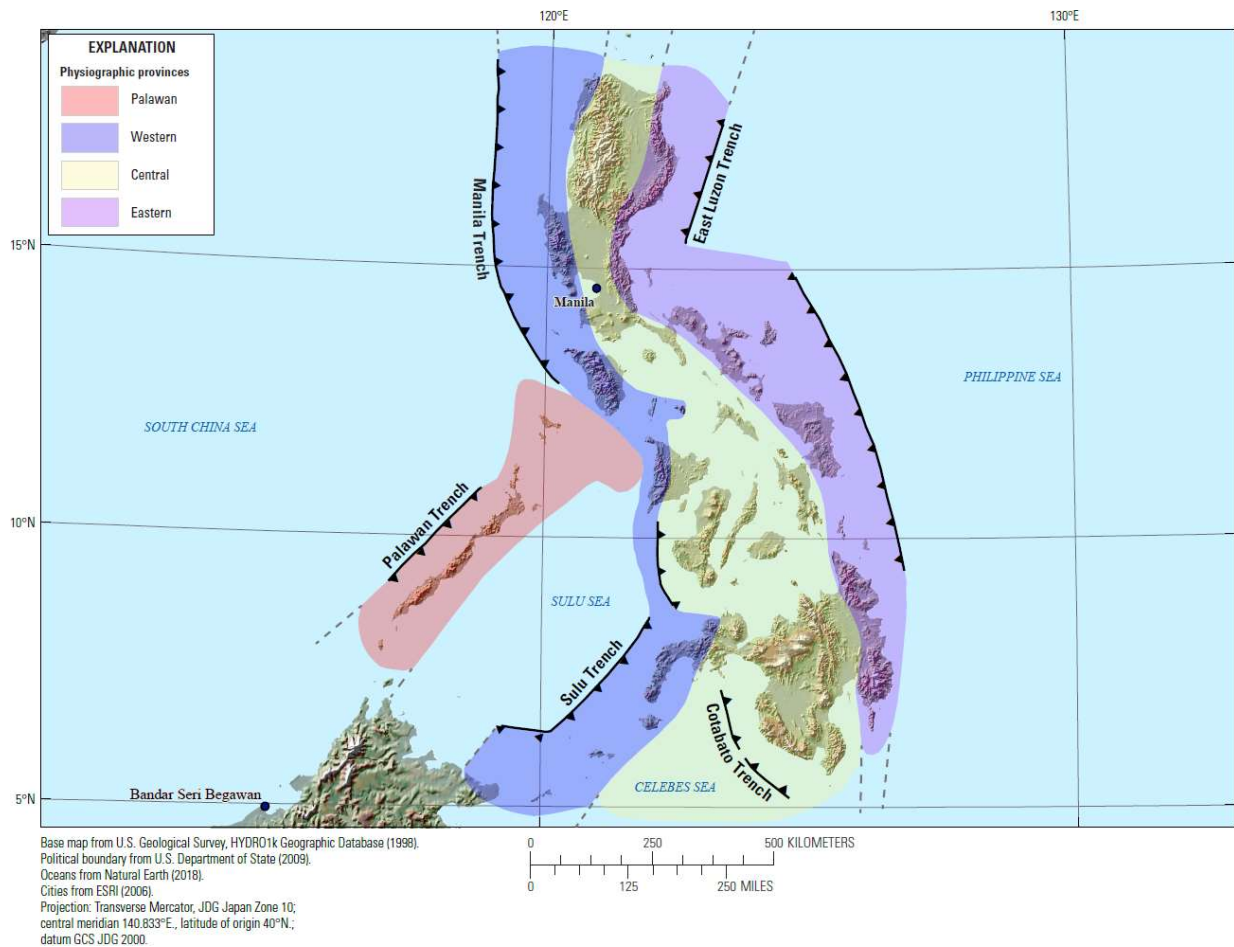 120°E
130°E
EXPLANATION
Physiographic provinces
Palawan
Western
Central
Eastern
Manila Trench
East Luzon Trench
15°N
Manila
PHILIPPINE SEA
SOUTH CHINA SEA
10°N
Palawan Trench
SULU SEA
Sulu Trench
Cotabato Trench
CELEBES SEA
Bandar Seri Begawan
5°N
Base map from U.S. Geological Survey, HYDRO1k Geographic Database (1998).
Political boundary from U.S. Department of State (2009).
Oceans from Natural Earth (2018).
Cities from ESRI (2006).
Projection: Transverse Mercator, JDG Japan Zone 10;
central meridian 140.833°E., latitude of origin 40°N.;
datum GCS JDG 2000.
0 250 500 KILOMETERS
0 125 250 MILES